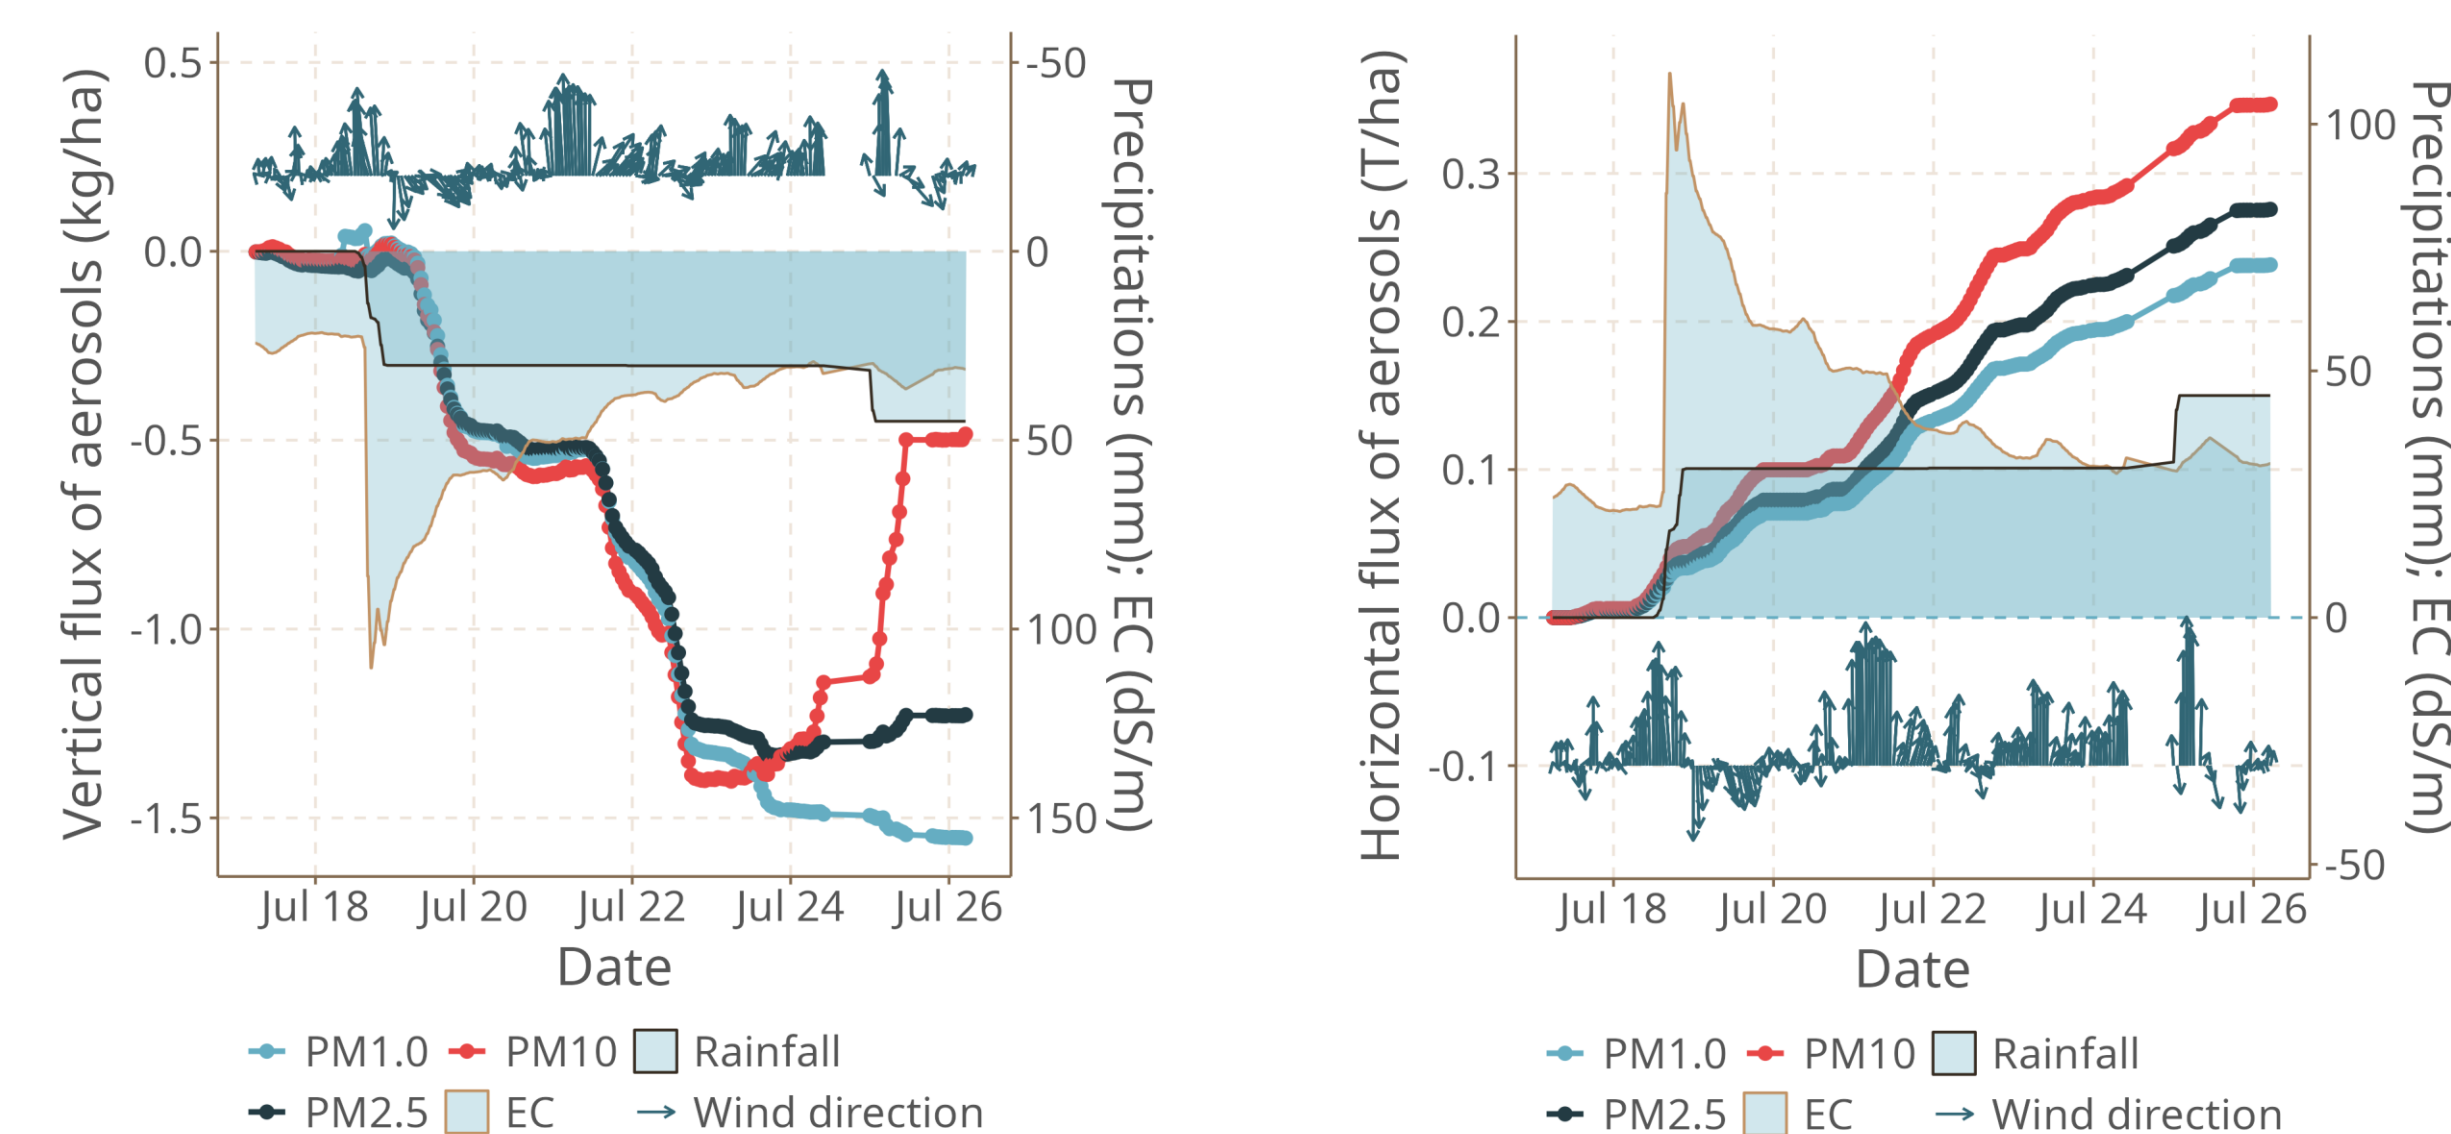 Vertical flux of aerosols (kg/ha)
0.5
0.0
-0.5
-1.0
-1.5
-50
0
50
100
150
Precipitations (mm); EC (dS/m)
Jul 18 Jul 20 Jul 22 Jul 24 Jul 26
Date
PM1.0 PM10 Rainfall
PM2.5 EC Wind direction
Horizontal flux of aerosols (T/ha)
0.3
0.2
0.1
0.0
-0.1
100
50
0
-50
Precipitations (mm); EC (dS/m)
Jul 18 Jul 20 Jul 22 Jul 24 Jul 26
Date
PM1.0 PM10 Rainfall
PM2.5 EC Wind direction